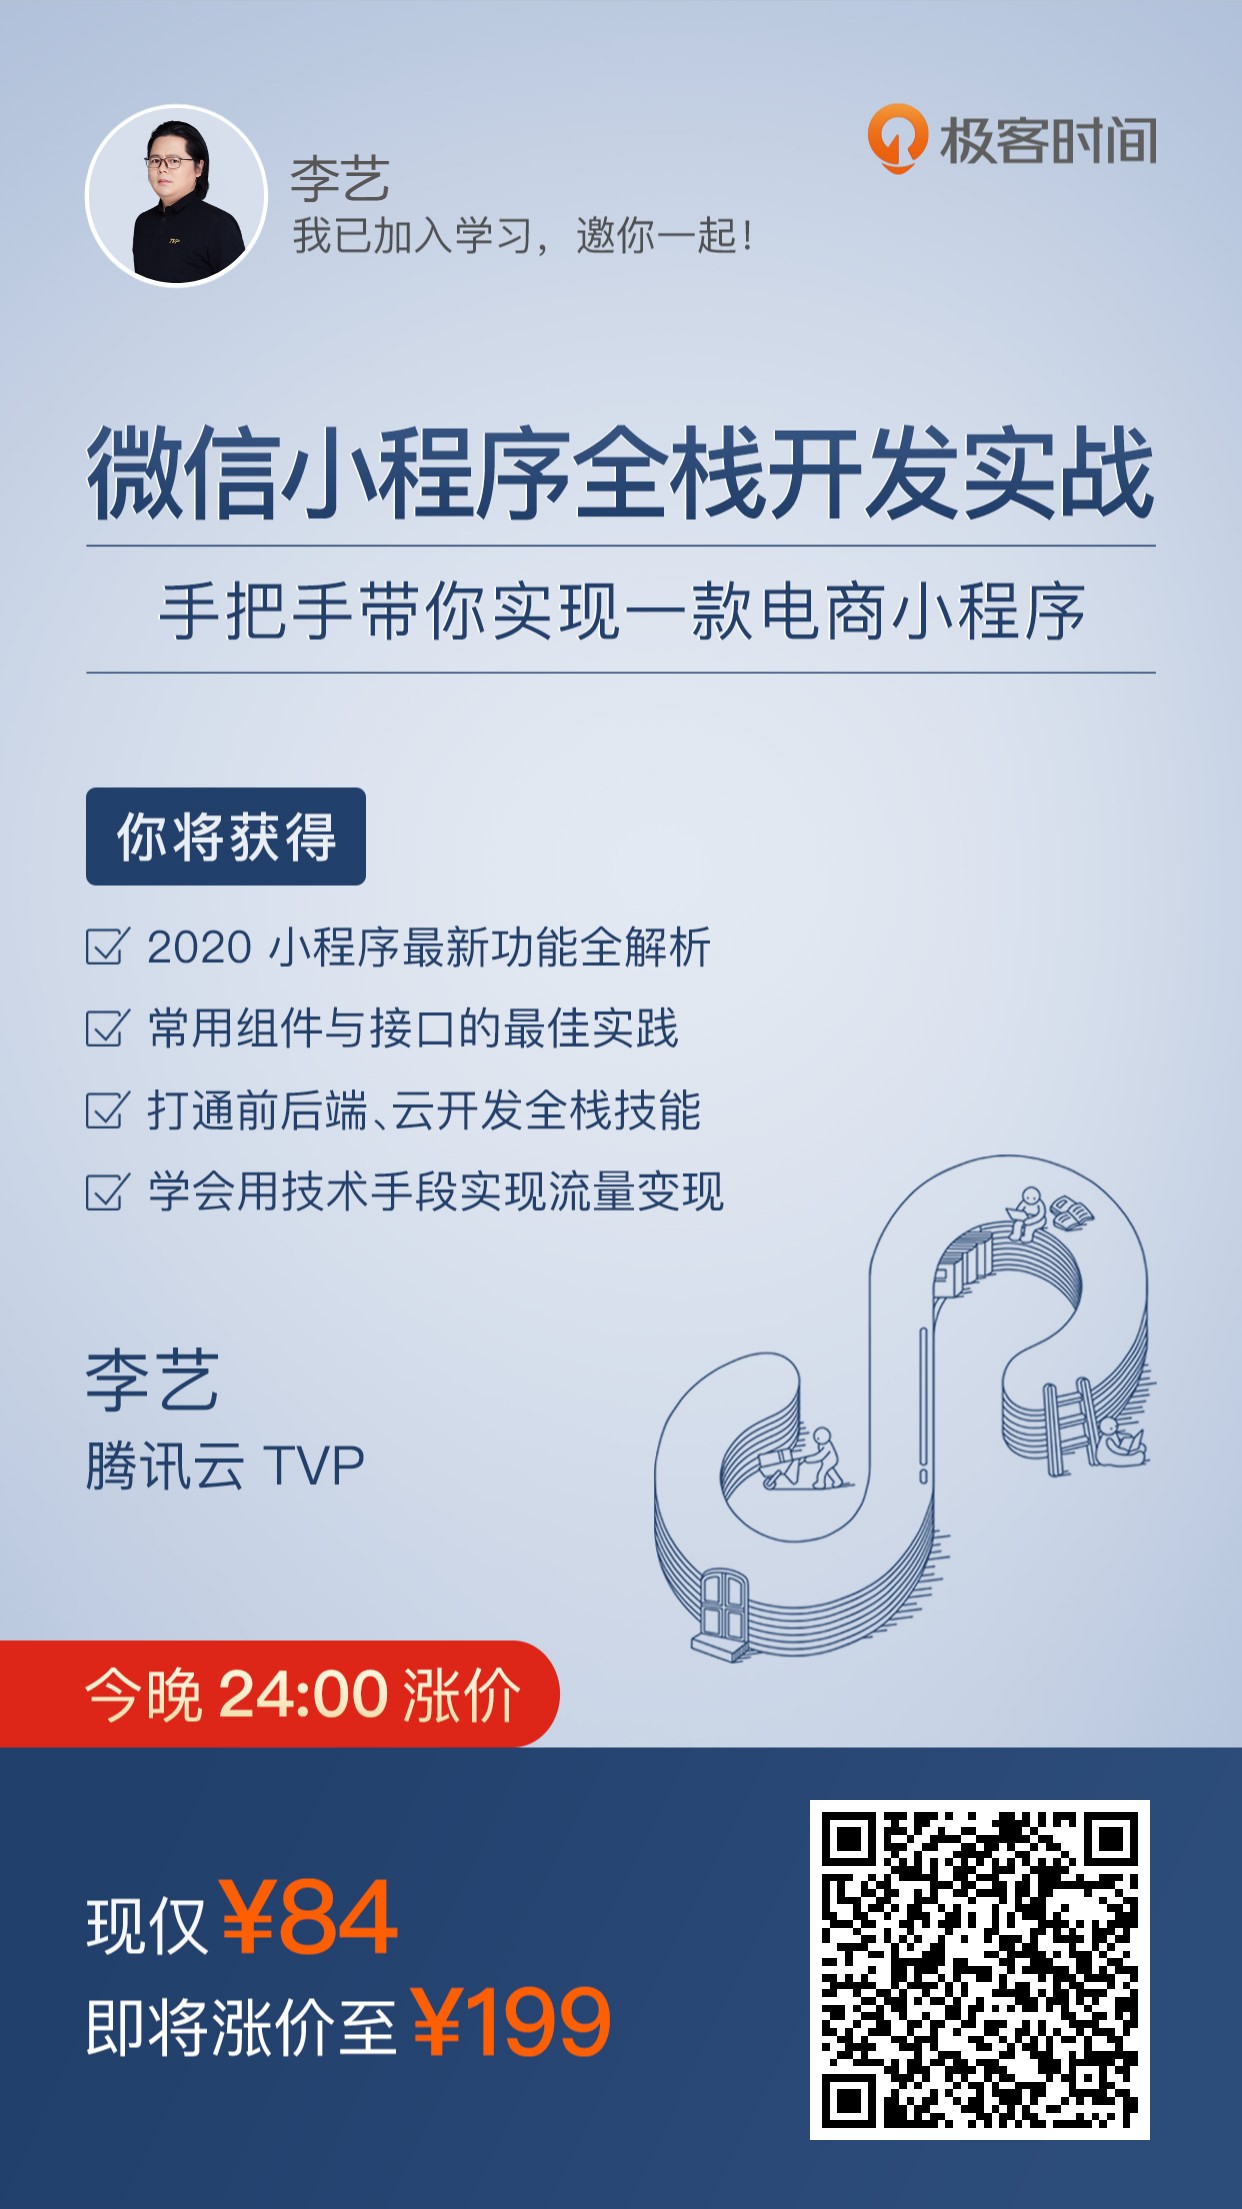 极客时间
李艺
我已加入学习，邀你一起！
微信小程序全栈开发实战
手把手带你实现一款电商小程序
你将获得
2020 小程序最新功能全解析
常用组件与接口的最佳实践
打通前后端、云开发全栈技能
学会用技术手段实现流量变现
李艺
腾讯云 TVP
今晚 24:00 涨价
现仅 ¥84
即将涨价至 ¥199